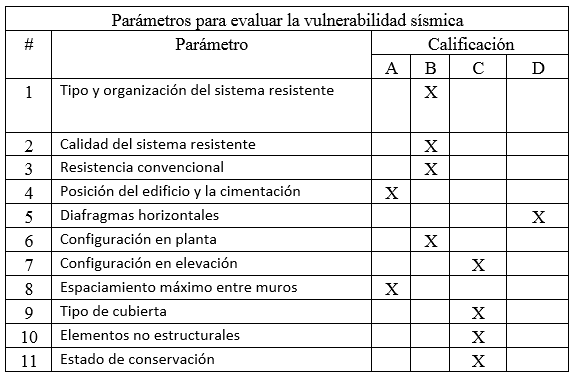 Parámetros para evaluar la vulnerabilidad sísmica
# Parámetro Calificación
A B C D
1 Tipo y organización del sistema resistente X
2 Calidad del sistema resistente X
3 Resistencia convencional X
4 Posición del edificio y la cimentación X
5 Diafragmas horizontales X
6 Configuración en planta X
7 Configuración en elevación X
8 Espaciamiento máximo entre muros X
9 Tipo de cubierta X
10 Elementos no estructurales X
11 Estado de conservación X